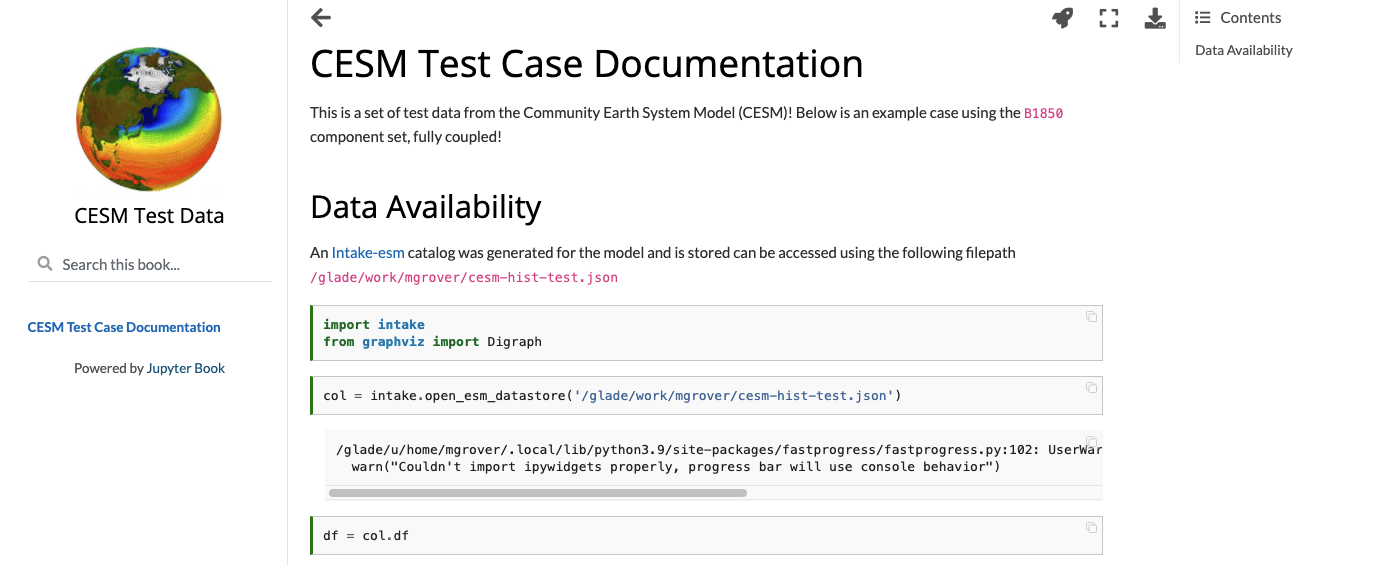 CESM Test Data
Search this book...
CESM Test Case Documentation
Powered by Jupyter Book
CESM Test Case Documentation
This is a set of test data from the Community Earth System Model (CESM)! Below is an example case using the B1850
component set, fully coupled!
Data Availability
An Intake-esm catalog was generated for the model and is stored can be accessed using the following filepath
/glade/work/mgrover/cesm-hist-test.json
import intake
from graphviz import Digraph
col = intake.open_esm_datastore('/glade/work/mgrover/cesm-hist-test.json')
/glade/u/home/mgrover/.local/lib/python3.9/site-packages/fastprogress/fastprogress.py:102: UserWar
warn("Couldn't import ipywidgets properly, progress bar will use console behavior")
df = col.df
Contents
Data Availability